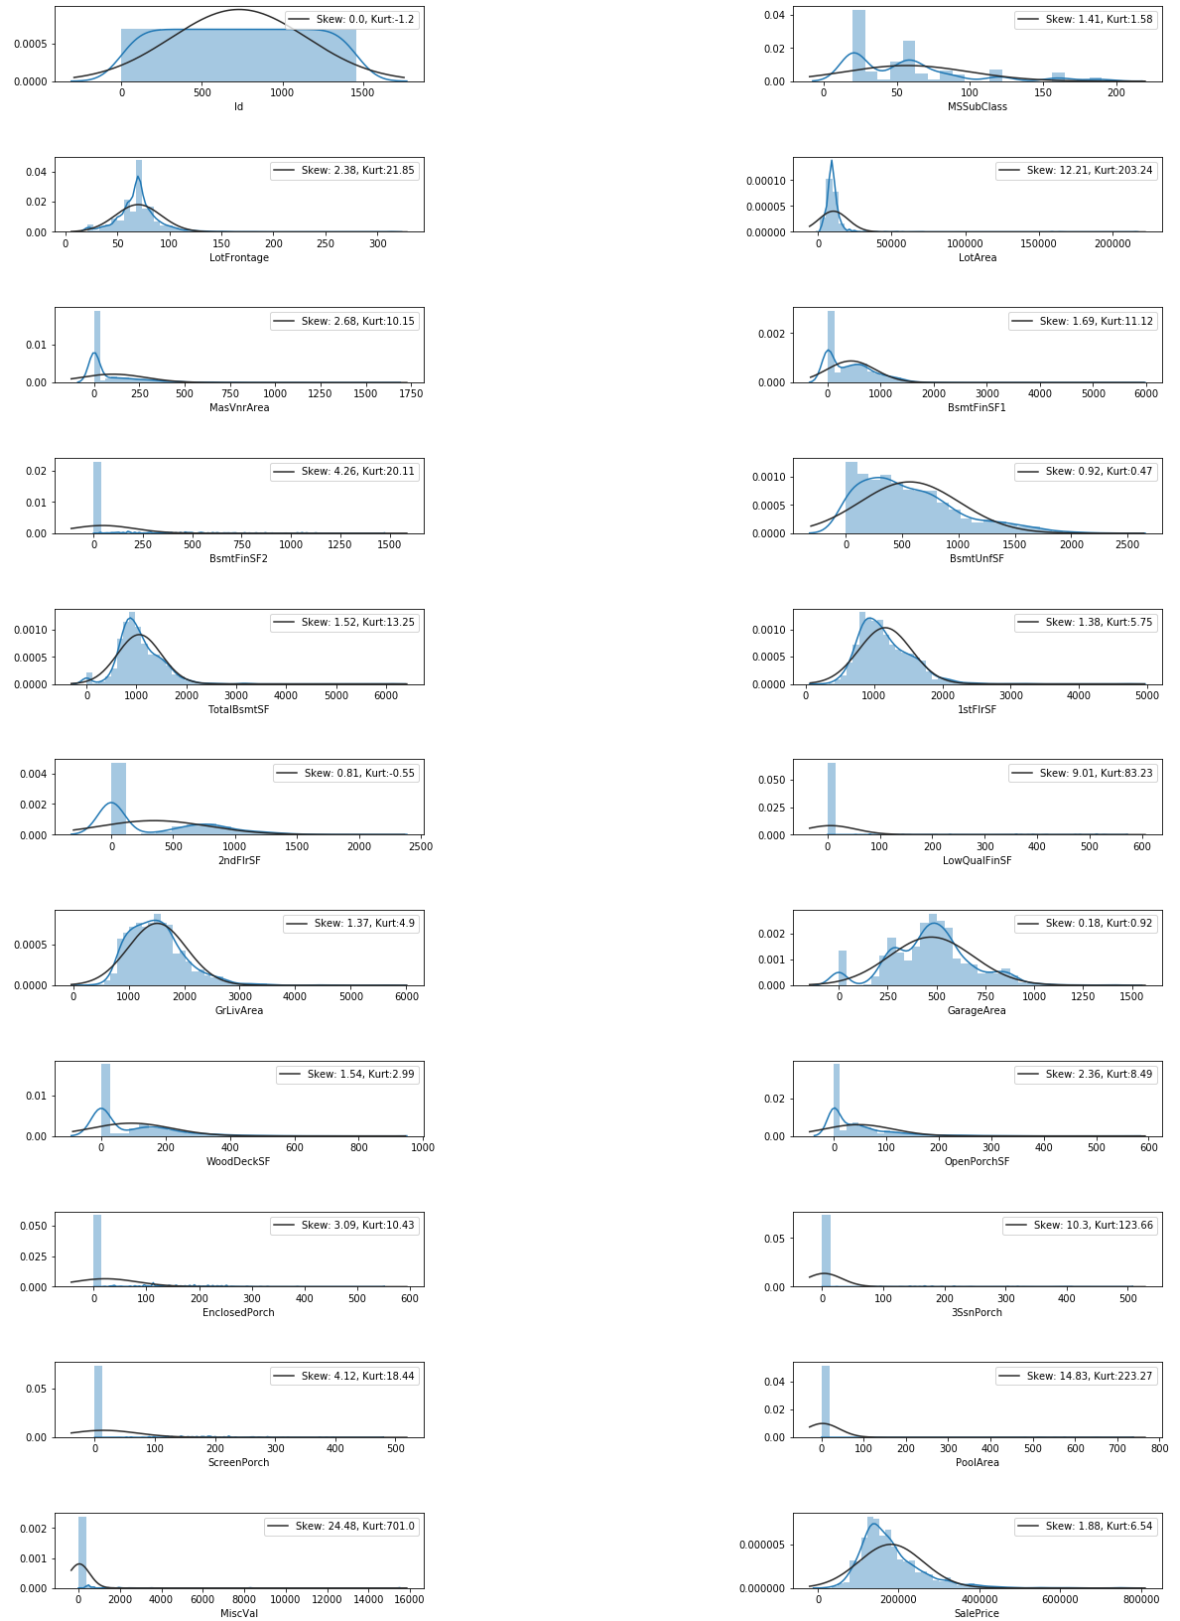 Skew: 0.0, Kurt:-1.2
0.0005
0.0000
0 500 1000 1500
Id
Skew: 1.41, Kurt:1.58
0.04
0.02
0.00
0 50 100 150 200
MSSubClass
Skew: 2.38, Kurt:21.85
0.04
0.02
0.00
0 50 100 150 200 250 300
LotFrontage
Skew: 12.21, Kurt:203.24
0.00010
0.00005
0.00000
0 50000 100000 150000 200000
LotArea
Skew: 2.68, Kurt:10.15
0.01
0.00
0 250 500 750 1000 1250 1500 1750
MasVnrArea
Skew: 1.69, Kurt:11.12
0.002
0.000
0 1000 2000 3000 4000 5000 6000
BsmtFinSF1
Skew: 4.26, Kurt:20.11
0.02
0.01
0.00
0 250 500 750 1000 1250 1500
BsmtFinSF2
Skew: 0.92, Kurt:0.47
0.0010
0.0005
0.0000
0 500 1000 1500 2000 2500
BsmtUnfSF
Skew: 1.52, Kurt:13.25
0.0010
0.0005
0.0000
0 1000 2000 3000 4000 5000 6000
TotalBsmtSF
Skew: 1.38, Kurt:5.75
0.0010
0.0005
0.0000
0 1000 2000 3000 4000 5000
1stFlrSF
Skew: 0.81, Kurt:-0.55
0.004
0.002
0.000
0 500 1000 1500 2000 2500
2ndFlrSF
Skew: 9.01, Kurt:83.23
0.050
0.025
0.000
0 100 200 300 400 500 600
LowQualFinSF
Skew: 1.37, Kurt:4.9
0.0005
0.0000
0 1000 2000 3000 4000 5000 6000
GrLivArea
Skew: 0.18, Kurt:0.92
0.002
0.001
0.000
0 250 500 750 1000 1250 1500
GarageArea
Skew: 1.54, Kurt:2.99
0.01
0.00
0 200 400 600 800 1000
WoodDeckSF
Skew: 2.36, Kurt:8.49
0.02
0.00
0 100 200 300 400 500 600
OpenPorchSF
Skew: 3.09, Kurt:10.43
0.050
0.025
0.000
0 100 200 300 400 500 600
EnclosedPorch
Skew: 10.3, Kurt:123.66
0.05
0.00
0 100 200 300 400 500
3SsnPorch
Skew: 4.12, Kurt:18.44
0.05
0.00
0 100 200 300 400 500
ScreenPorch
Skew: 14.83, Kurt:223.27
0.04
0.02
0.00
0 100 200 300 400 500 600 700 800
PoolArea
Skew: 24.48, Kurt:701.0
0.002
0.001
0.000
0 2000 4000 6000 8000 10000 12000 14000 16000
MiscVal
Skew: 1.88, Kurt:6.54
0.000005
0.000000
0 200000 400000 600000 800000
SalePrice